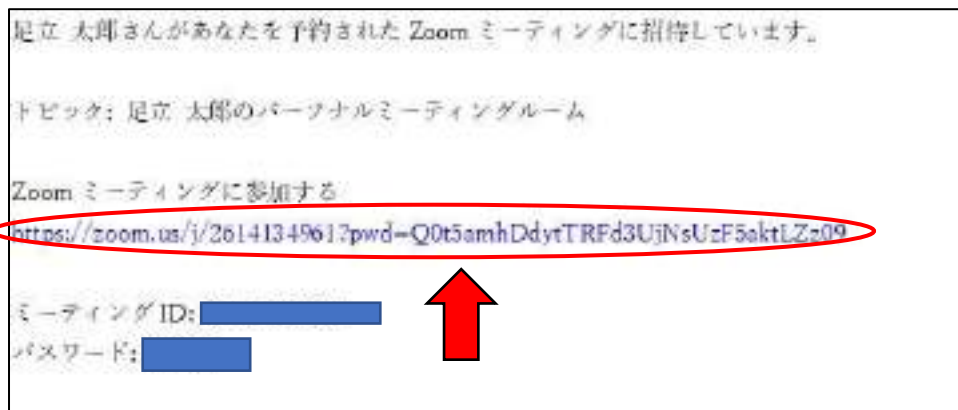 足立 太郎さんがあなたを予約された Zoom ミーティングに招待しています。
トピック: 足立 太郎のパーソナルミーティングルーム
Zoom ミーティングに参加する
https://zoom.us/j/2614134961?pwd=Q0t5amhDdytTRFd3UjNsUzF5aktLZz09
ミーティング ID:
パスワード: